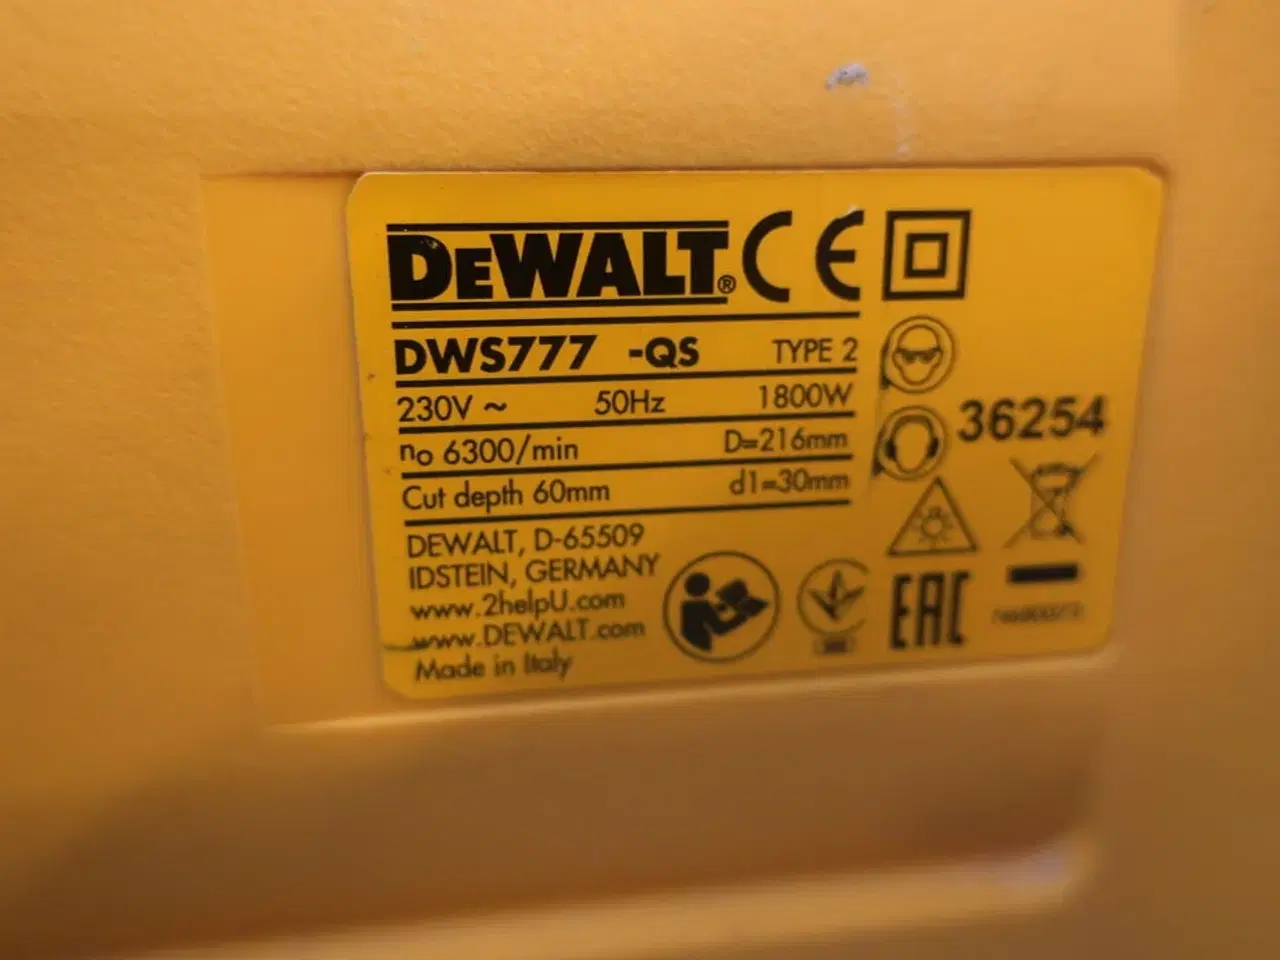 DEWALT® CE
DWS777 -QS TYPE 2
230V ~ 50Hz 1800W
no 6300/min D=216mm
Cut depth 60mm d1=30mm
36254
DEWALT, D-65509
IDSTEIN, GERMANY
www.2helpU.com
www.DEWALT.com
Made in Italy
EAC